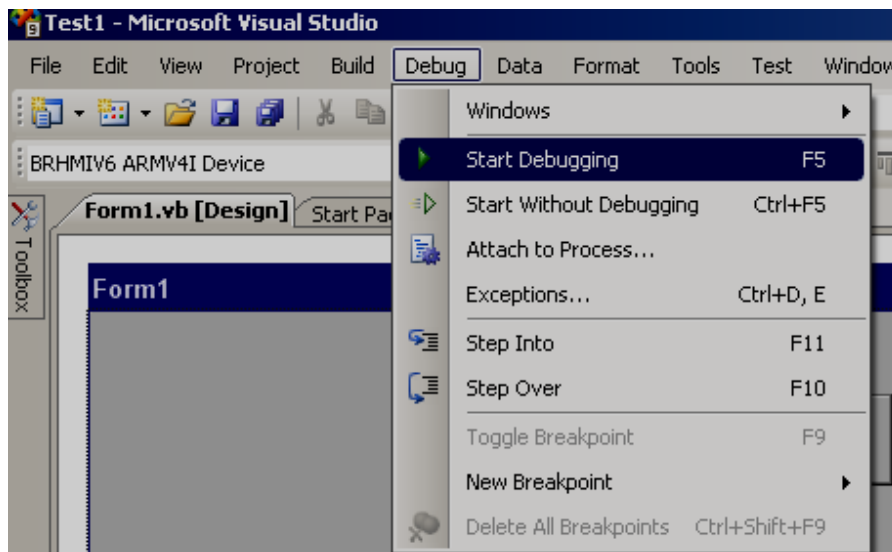 Test1 - Microsoft Visual Studio
File Edit View Project Build Debug Data Format Tools Test Window
Windows
BRHMIV6 ARMV4I Device
Start Debugging F5
Form1.vb [Design] Start Pa
Start Without Debugging Ctrl+F5
Toolbox
Attach to Process...
Form1
Exceptions... Ctrl+D, E
Step Into F11
Step Over F10
Toggle Breakpoint F9
New Breakpoint
Delete All Breakpoints Ctrl+Shift+F9